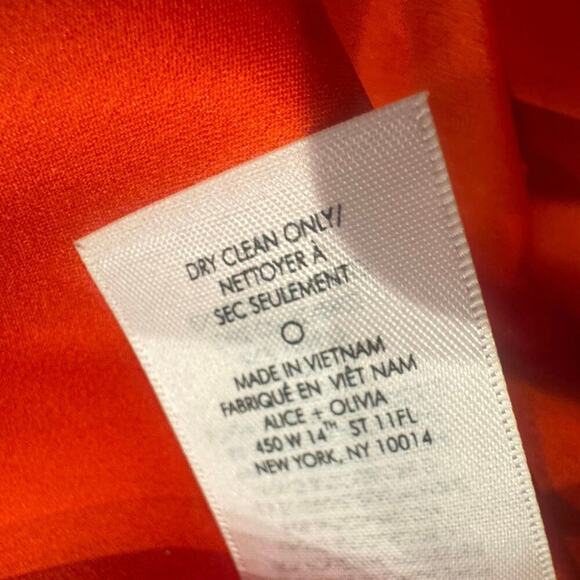 DRY CLEAN ONLY/
NETTOYER À
SEC SEULEMENT
MADE IN VIETNAM
FABRIQUÉ EN VIÊT NAM
ALICE + OLIVIA
450 W 14TH ST 11FL
NEW YORK, NY 10014